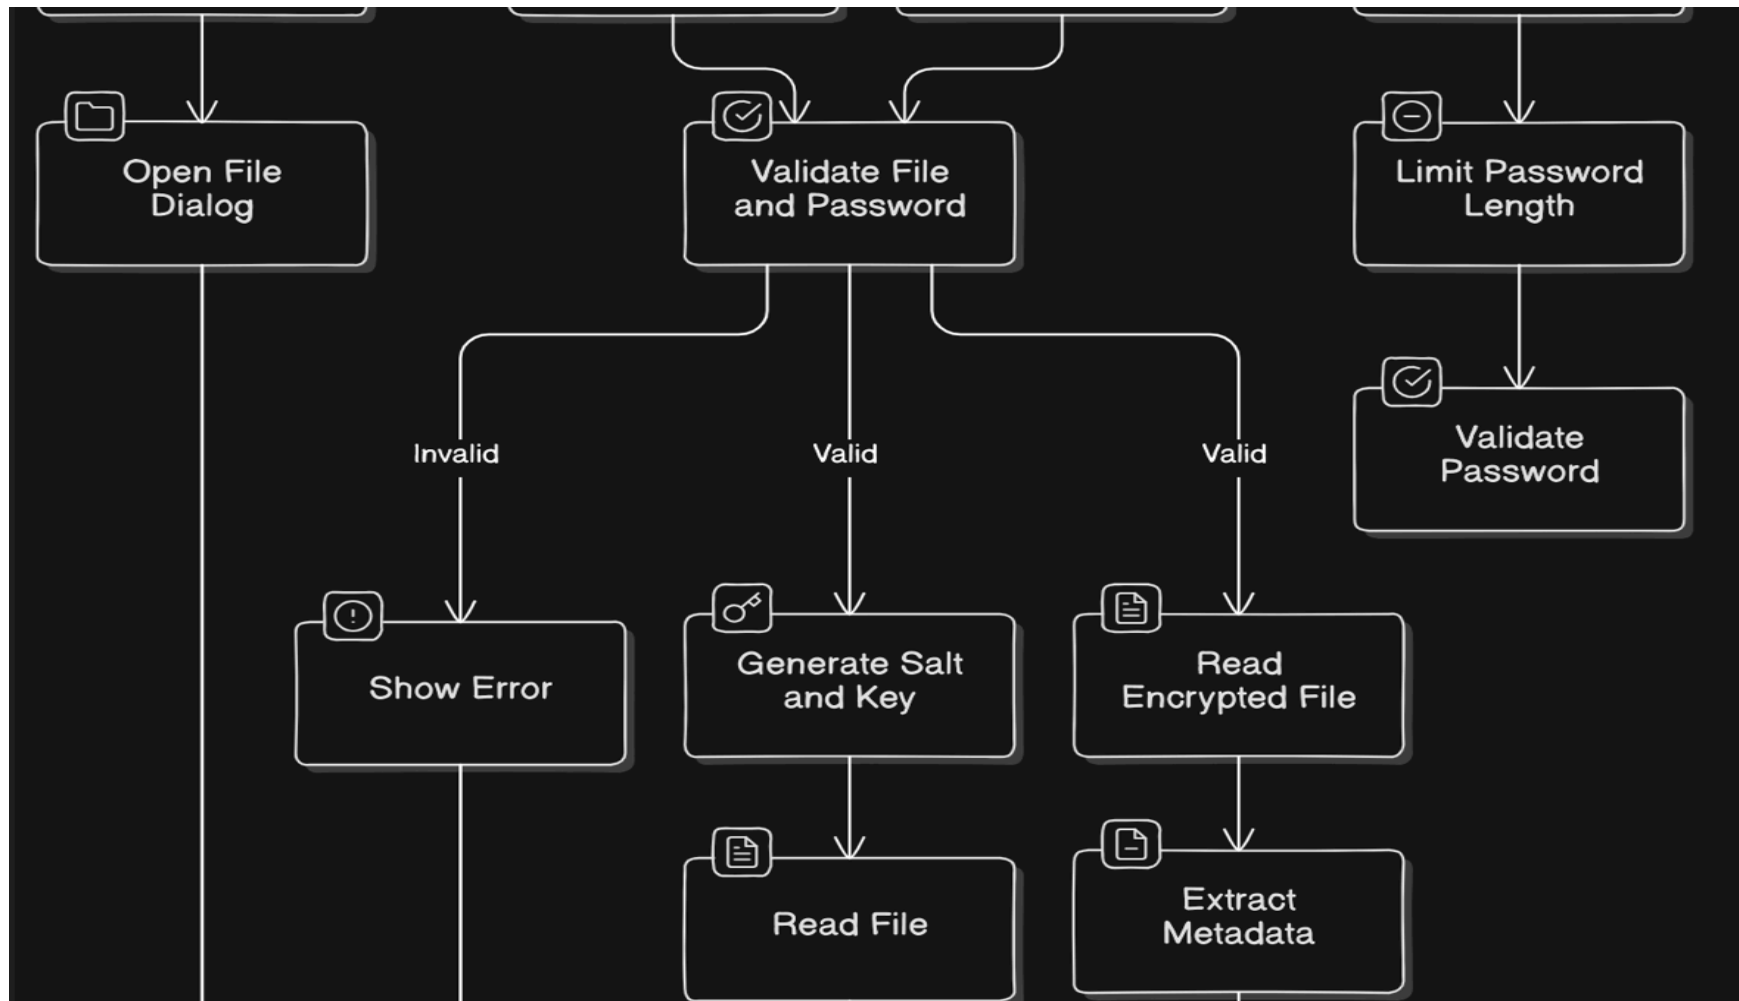 Open File
Dialog
Validate File
and Password
Limit Password
Length
Validate
Password
Invalid
Valid
Valid
Show Error
Generate Salt
and Key
Read
Encrypted File
Read File
Extract
Metadata